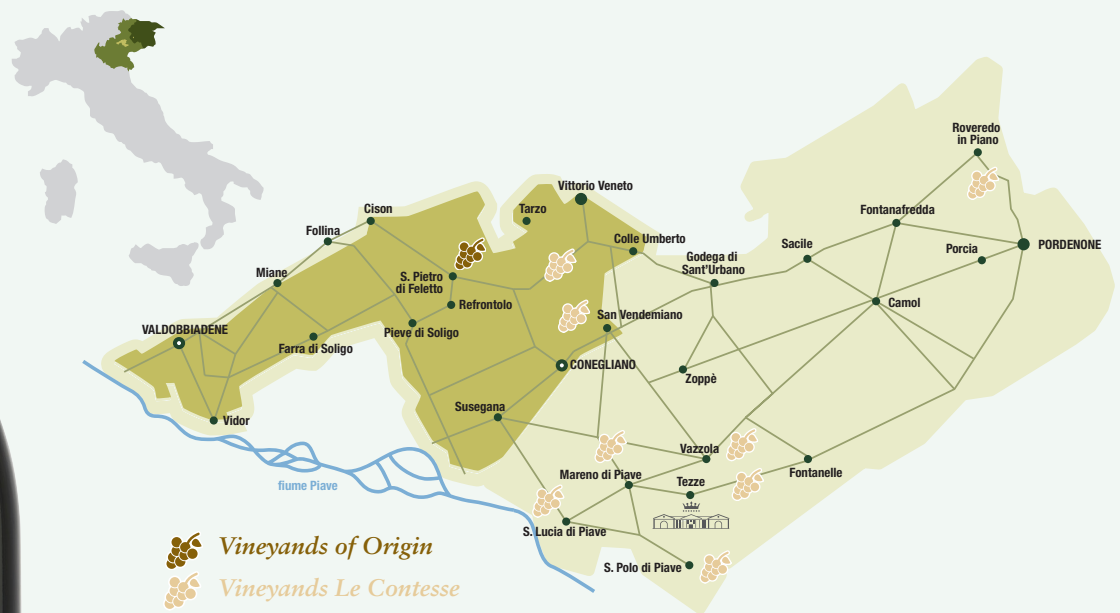 Roveredo
in Piano
Vittorio Veneto
Cison
Tarzo
Fontanafredda
Follina
Colle Umberto
Sacile
Porcia
PORDENONE
Godega di
Sant'Urbano
Miane
S. Pietro
di Feletto
Refrontolo
Camol
San Vendemiano
VALDOBBIADENE
Pieve di Soligo
Farra di Soligo
CONEGLIANO
Zoppè
Susegana
Vidor
Vazzola
Mareno di Piave
Tezze
Fontanelle
fiume Piave
S. Lucia di Piave
S. Polo di Piave
Vineyands of Origin
Vineyands Le Contesse